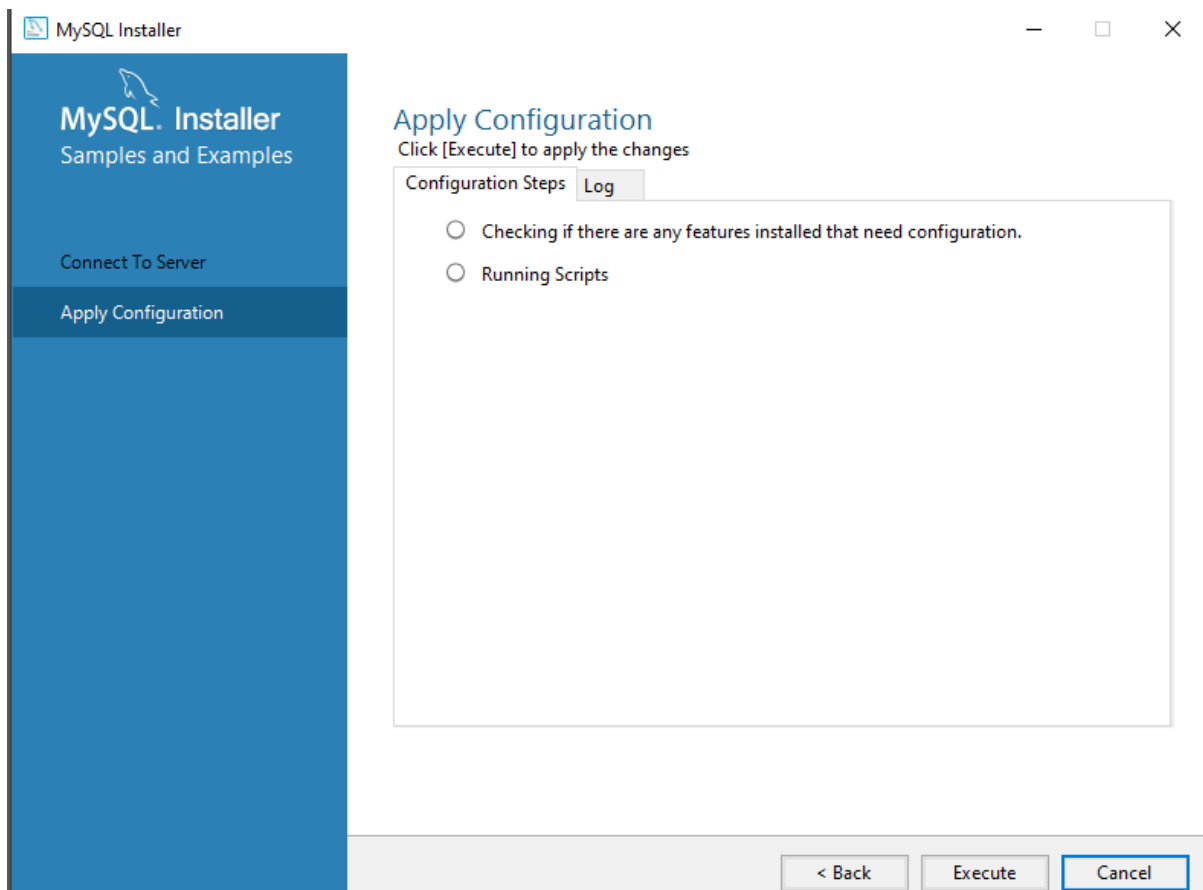 MySQL Installer
MySQL. Installer
Samples and Examples
Connect To Server
Apply Configuration
Apply Configuration
Click [Execute] to apply the changes
Configuration Steps
Log
Checking if there are any features installed that need configuration.
Running Scripts
< Back
Execute
Cancel